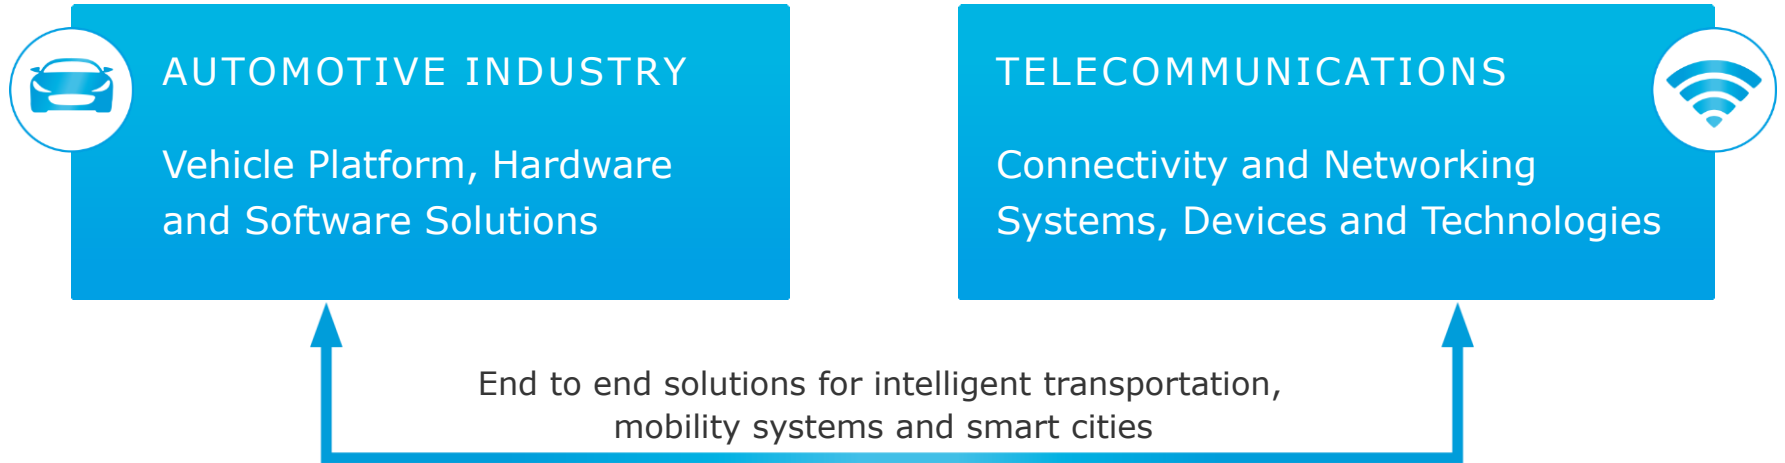 AUTOMOTIVE INDUSTRY
Vehicle Platform, Hardware
and Software Solutions
TELECOMMUNICATIONS
Connectivity and Networking
Systems, Devices and Technologies
End to end solutions for intelligent transportation,
mobility systems and smart cities